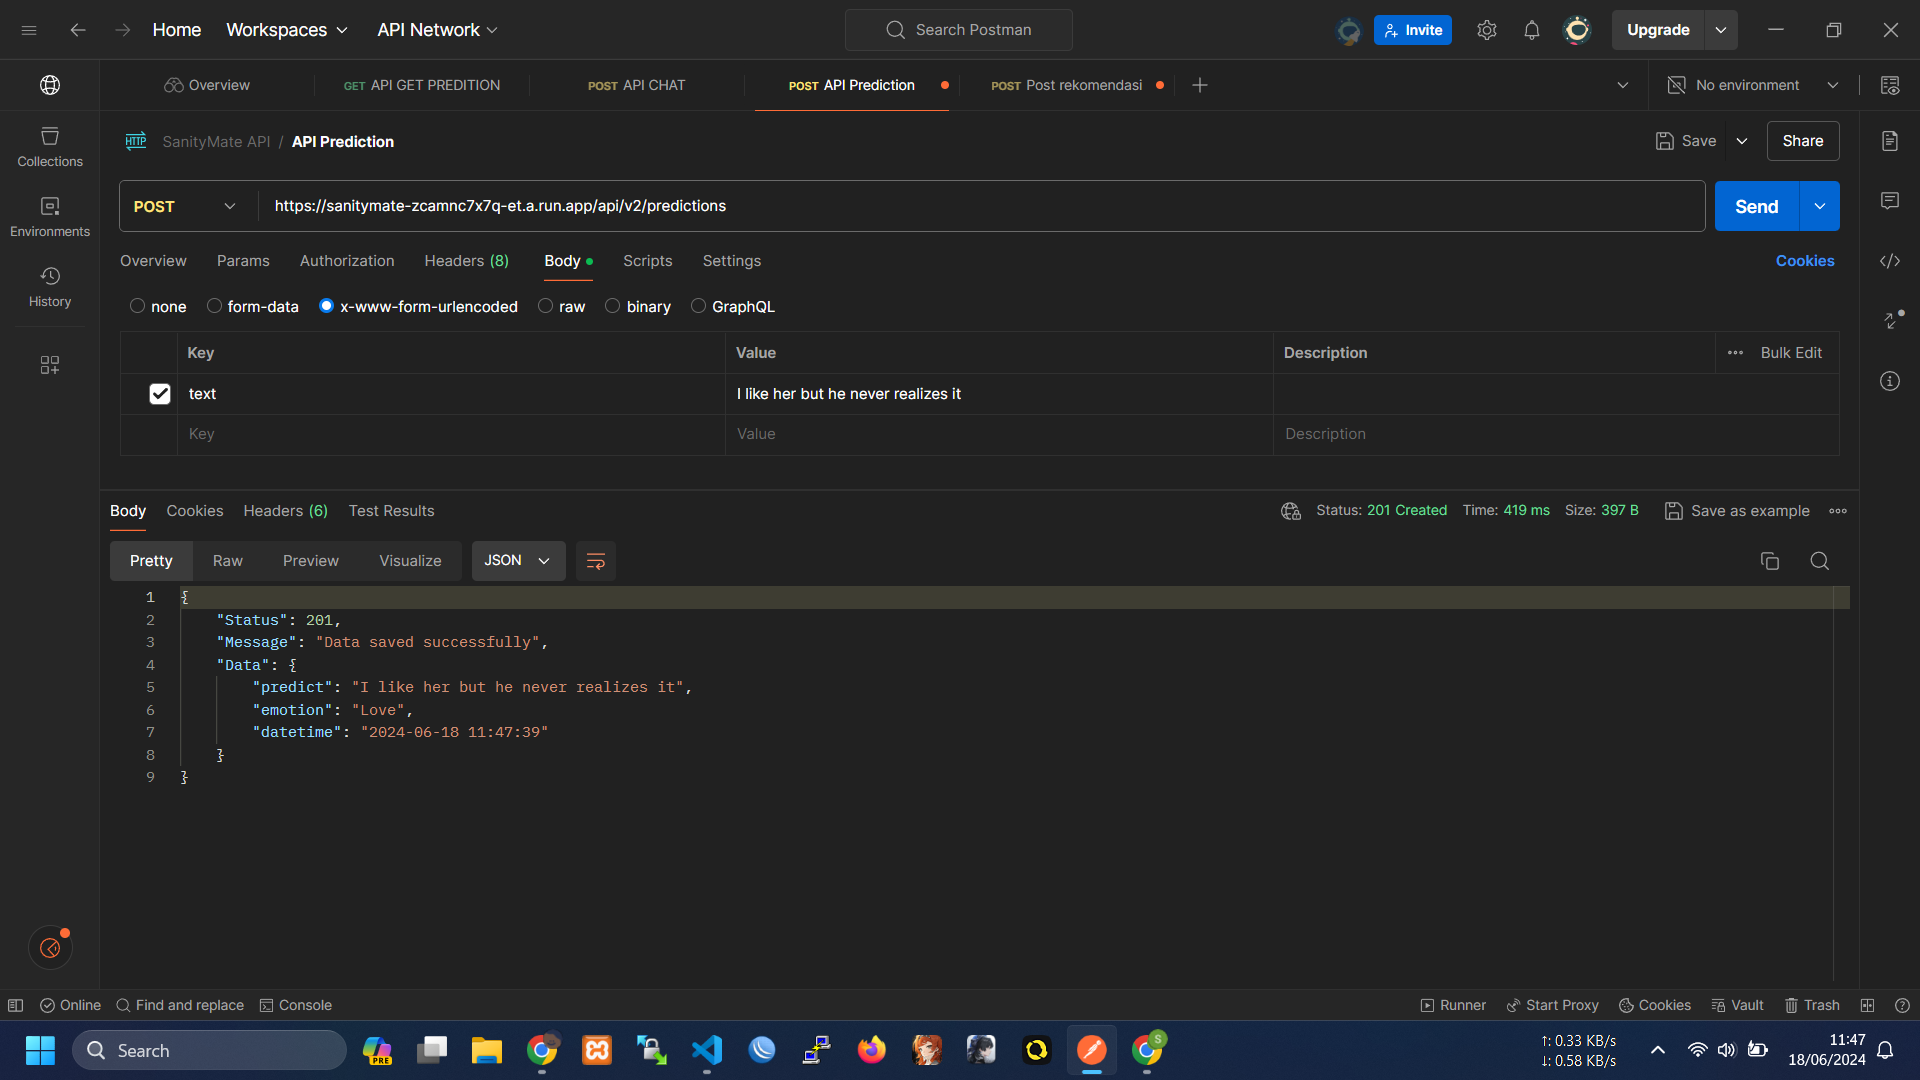 Home Workspaces API Network Search Postman Invite Upgrade
Overview GET API GET PREDITION POST API CHAT POST API Prediction POST Post rekomendasi No environment
HTTP SanityMate API / API Prediction Save Share
Collections
POST https://sanitymate-zcamnc7x7q-et.a.run.app/api/v2/predictions Send
Environments
Overview Params Authorization Headers (8) Body Scripts Settings Cookies
History
none form-data x-www-form-urlencoded raw binary GraphQL
Key Value Description Bulk Edit
text I like her but he never realizes it
Key Value Description
Body Cookies Headers (6) Test Results Status: 201 Created Time: 419 ms Size: 397 B Save as example
Pretty Raw Preview Visualize JSON
1 {
2 "Status": 201,
3 "Message": "Data saved successfully",
4 "Data": {
5 "predict": "I like her but he never realizes it",
6 "emotion": "Love",
7 "datetime": "2024-06-18 11:47:39"
8 }
9 }
Online Find and replace Console Runner Start Proxy Cookies Vault Trash
Search PRE S ↑: 0.33 KB/s 11:47
↓: 0.58 KB/s 18/06/2024